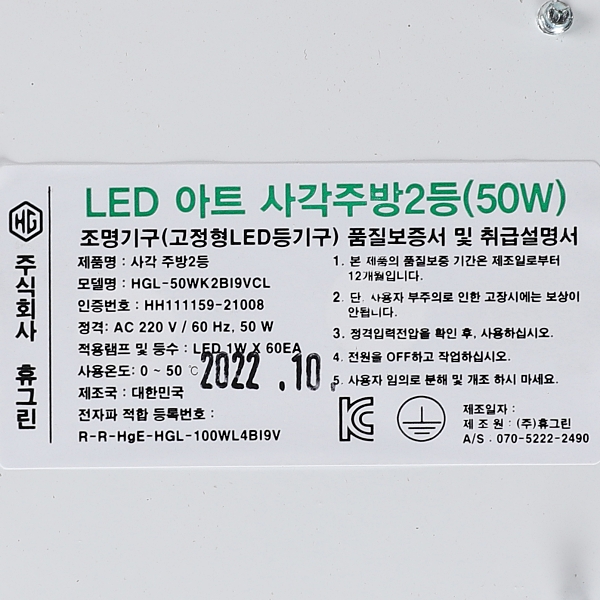 HG
주식회사 휴그린
LED 아트 사각주방2등(50W)
조명기구(고정형LED등기구) 품질보증서 및 취급설명서
제품명 : 사각 주방2등
모델명 : HGL-50WK2BI9VCL
인증번호 : HH111159-21008
정격: AC 220 V / 60 Hz, 50 W
적용램프 및 등수 : LED 1W X 60EA
사용온도: 0 ~ 50 ℃
2022 .10.
제조국 : 대한민국
전자파 적합 등록번호 :
R-R-HgE-HGL-100WL4BI9V
1. 본 제품의 품질보증 기간은 제조일로부터
12개월입니다.
2. 단, 사용자 부주의로 인한 고장시에는 보상이
안됩니다.
3. 정격입력전압을 확인 후, 사용하십시오.
4. 전원을 OFF하고 작업하십시오.
5. 사용자 임의로 분해 및 개조 하시 마세요.
제조일자 :
제 조 원 : (주)휴그린
A/S : 070-5222-2490